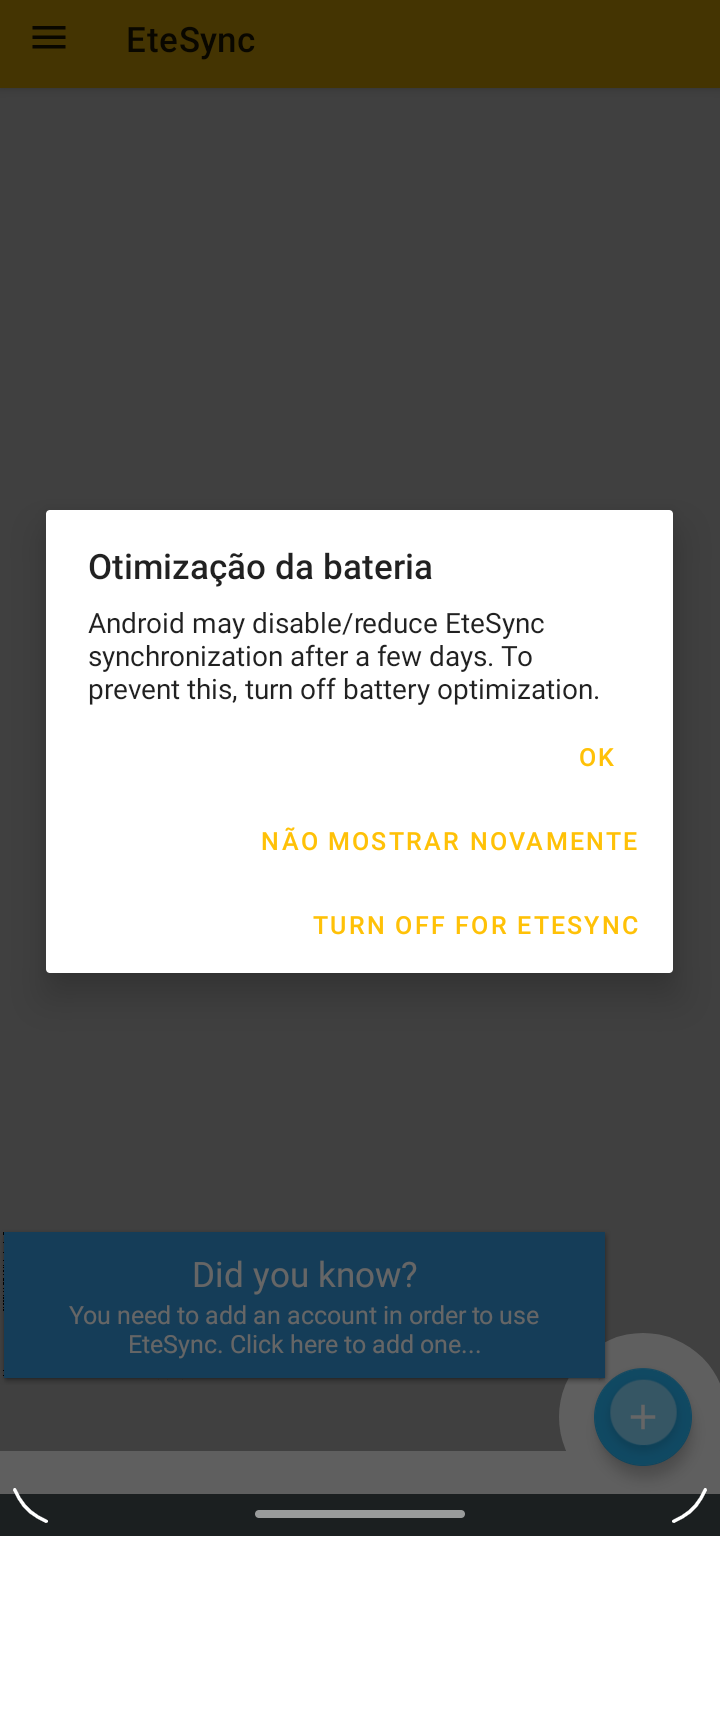 EteSync
Otimização da bateria
Android may disable/reduce EteSync
synchronization after a few days. To
prevent this, turn off battery optimization.
OK
NÃO MOSTRAR NOVAMENTE
TURN OFF FOR ETESYNC
Did you know?
You need to add an account in order to use
EteSync. Click here to add one...